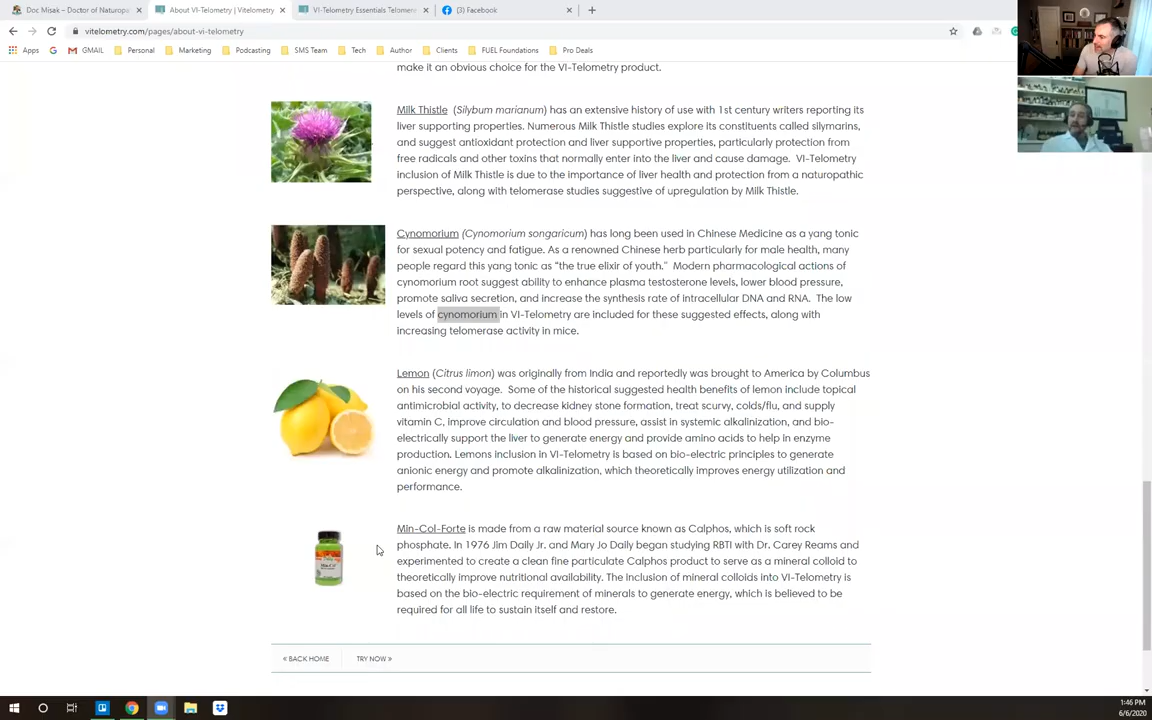 Doc Misak – Doctor of Naturopa
About VI-Telometry | Vitelometry
VI-Telometry Essentials Telomere
(3) Facebook
vitelometry.com/pages/about-vi-telometry
Apps
GMAIL
Personal
Marketing
Podcasting
SMS Team
Tech
Author
Clients
FUEL Foundations
Pro Deals
make it an obvious choice for the VI-Telometry product.
Milk Thistle (Silybum marianum) has an extensive history of use with 1st century writers reporting its
liver supporting properties. Numerous Milk Thistle studies explore its constituents called silymarins,
and suggest antioxidant protection and liver supportive properties, particularly protection from
free radicals and other toxins that normally enter into the liver and cause damage. VI-Telometry
inclusion of Milk Thistle is due to the importance of liver health and protection from a naturopathic
perspective, along with telomerase studies suggestive of upregulation by Milk Thistle.
Cynomorium (Cynomorium songaricum) has long been used in Chinese Medicine as a yang tonic
for sexual potency and fatigue. As a renowned Chinese herb particularly for male health, many
people regard this yang tonic as "the true elixir of youth." Modern pharmacological actions of
cynomorium root suggest ability to enhance plasma testosterone levels, lower blood pressure,
promote saliva secretion, and increase the synthesis rate of intracellular DNA and RNA. The low
levels of cynomorium in VI-Telometry are included for these suggested effects, along with
increasing telomerase activity in mice.
Lemon (Citrus limon) was originally from India and reportedly was brought to America by Columbus
on his second voyage. Some of the historical suggested health benefits of lemon include topical
antimicrobial activity, to decrease kidney stone formation, treat scurvy, colds/flu, and supply
vitamin C, improve circulation and blood pressure, assist in systemic alkalinization, and bio-
electrically support the liver to generate energy and provide amino acids to help in enzyme
production. Lemons inclusion in VI-Telometry is based on bio-electric principles to generate
anionic energy and promote alkalinization, which theoretically improves energy utilization and
performance.
Min-Col-Forte is made from a raw material source known as Calphos, which is soft rock
phosphate. In 1976 Jim Daily Jr. and Mary Jo Daily began studying RBTI with Dr. Carey Reams and
experimented to create a clean fine particulate Calphos product to serve as a mineral colloid to
theoretically improve nutritional availability. The inclusion of mineral colloids into VI-Telometry is
based on the bio-electric requirement of minerals to generate energy, which is believed to be
required for all life to sustain itself and restore.
« BACK HOME
TRY NOW »
1:46 PM
6/6/2020